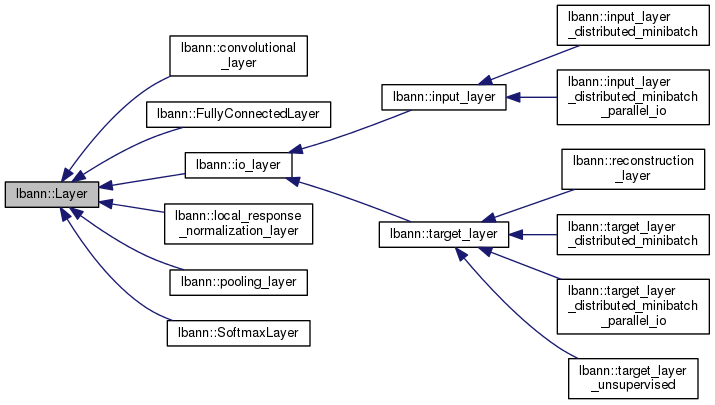 lbann::Layer
lbann::convolutional
_layer
lbann::FullyConnectedLayer
lbann::io_layer
lbann::local_response
_normalization_layer
lbann::pooling_layer
lbann::SoftmaxLayer
lbann::input_layer
lbann::target_layer
lbann::input_layer
_distributed_minibatch
lbann::input_layer
_distributed_minibatch
_parallel_io
lbann::reconstruction
_layer
lbann::target_layer
_distributed_minibatch
lbann::target_layer
_distributed_minibatch
_parallel_io
lbann::target_layer
_unsupervised